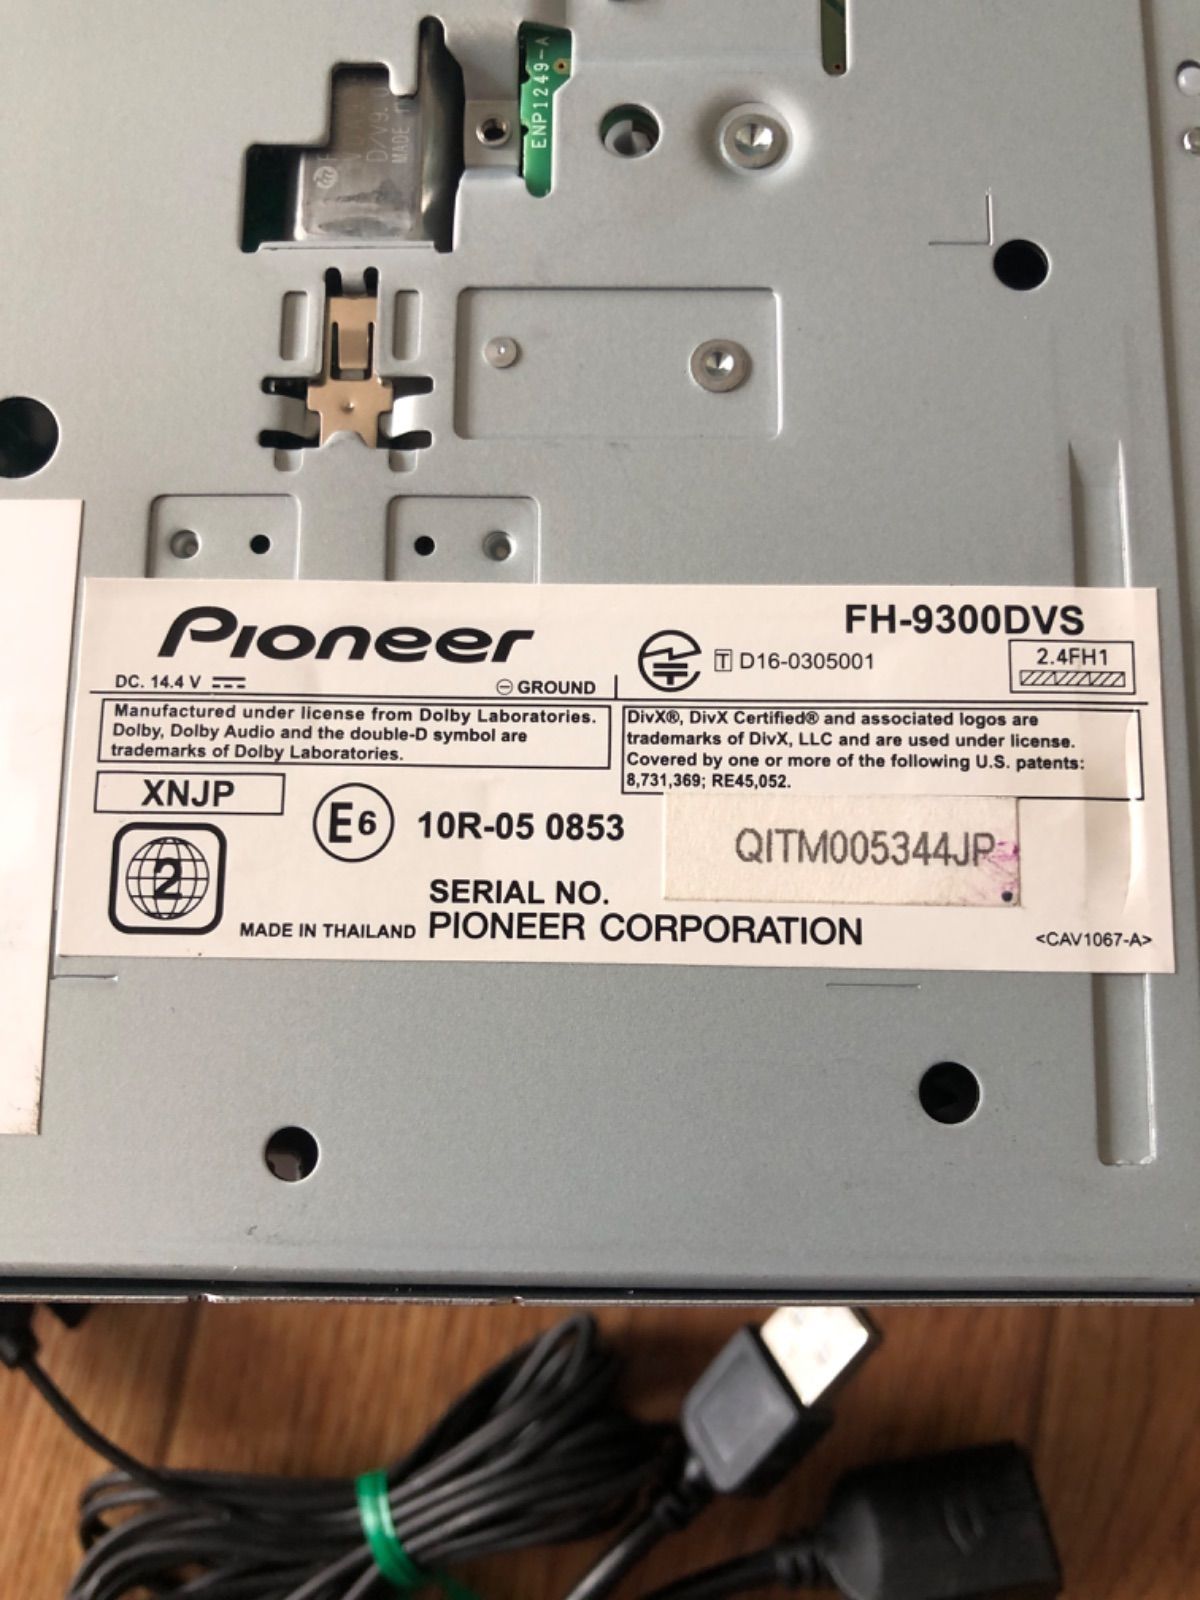 ENP1249-A
D/V9.
MADE
Pioneer
FH-9300DVS
DC. 14.4 V
GROUND
T D16-0305001
2.4FH1
Manufactured under license from Dolby Laboratories.
Dolby, Dolby Audio and the double-D symbol are
trademarks of Dolby Laboratories.
DivX®, DivX Certified® and associated logos are
trademarks of DivX, LLC and are used under license.
Covered by one or more of the following U.S. patents:
8,731,369; RE45,052.
XNJP
2
E6
10R-05 0853
QITM005344JP
SERIAL NO.
MADE IN THAILAND PIONEER CORPORATION
<CAV1067-A>